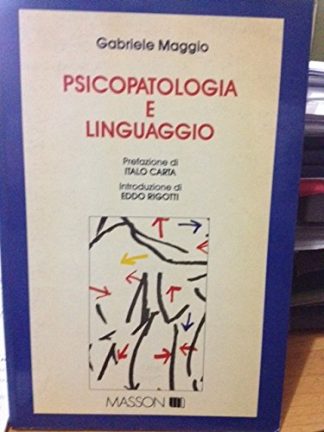 Gabriele Maggio
PSICOPATOLOGIA
E
LINGUAGGIO
Prefazione di
ITALO CARTA
Introduzione di
EDDO RIGOTTI
MASSON